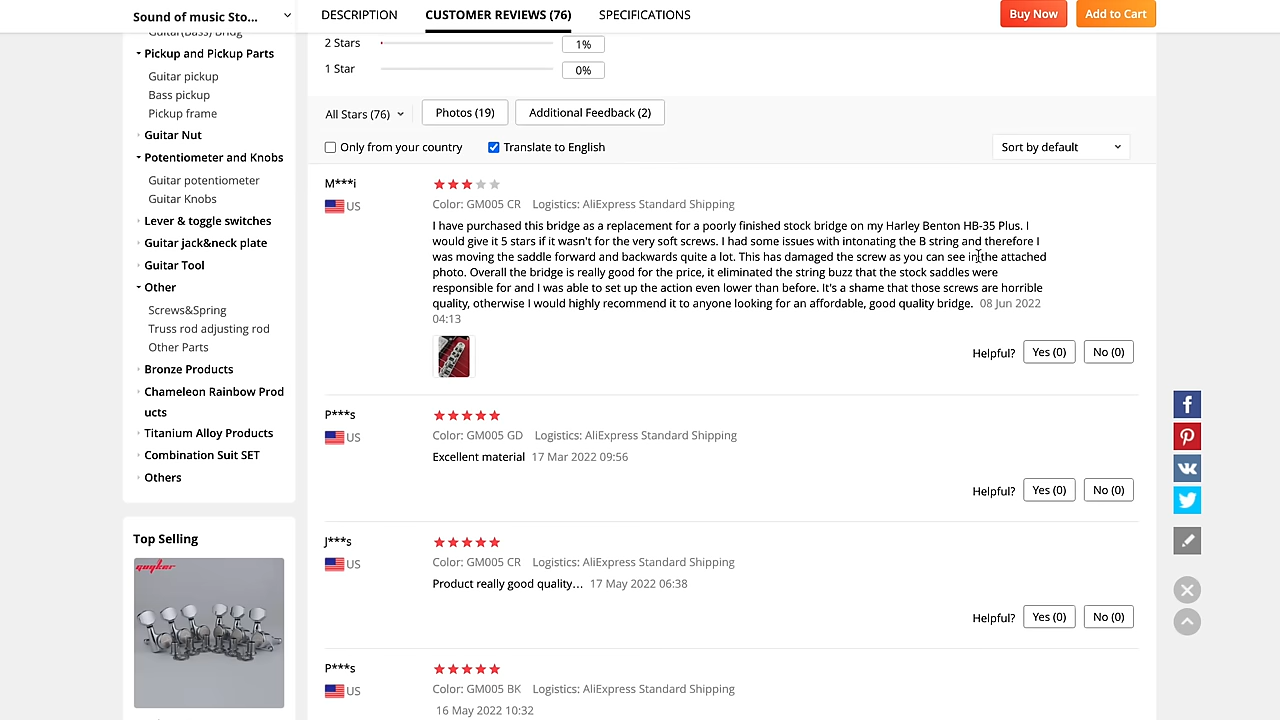 Sound of music Sto...
DESCRIPTION
CUSTOMER REVIEWS (76)
SPECIFICATIONS
Buy Now
Add to Cart
Guitar(Bass) Bridg
Pickup and Pickup Parts
Guitar pickup
Bass pickup
Pickup frame
Guitar Nut
Potentiometer and Knobs
Guitar potentiometer
Guitar Knobs
Lever & toggle switches
Guitar jack&neck plate
Guitar Tool
Other
Screws&Spring
Truss rod adjusting rod
Other Parts
Bronze Products
Chameleon Rainbow Prod
ucts
Titanium Alloy Products
Combination Suit SET
Others
Top Selling
guyker
2 Stars 1%
1 Star 0%
All Stars (76)
Photos (19)
Additional Feedback (2)
Only from your country
Translate to English
Sort by default
M***i
US
Color: GM005 CR Logistics: AliExpress Standard Shipping
I have purchased this bridge as a replacement for a poorly finished stock bridge on my Harley Benton HB-35 Plus. I
would give it 5 stars if it wasn't for the very soft screws. I had some issues with intonating the B string and therefore I
was moving the saddle forward and backwards quite a lot. This has damaged the screw as you can see in the attached
photo. Overall the bridge is really good for the price, it eliminated the string buzz that the stock saddles were
responsible for and I was able to set up the action even lower than before. It's a shame that those screws are horrible
quality, otherwise I would highly recommend it to anyone looking for an affordable, good quality bridge. 08 Jun 2022
04:13
Helpful? Yes (0) No (0)
P***s
US
Color: GM005 GD Logistics: AliExpress Standard Shipping
Excellent material 17 Mar 2022 09:56
Helpful? Yes (0) No (0)
J***s
US
Color: GM005 CR Logistics: AliExpress Standard Shipping
Product really good quality… 17 May 2022 06:38
Helpful? Yes (0) No (0)
P***s
US
Color: GM005 BK Logistics: AliExpress Standard Shipping
16 May 2022 10:32